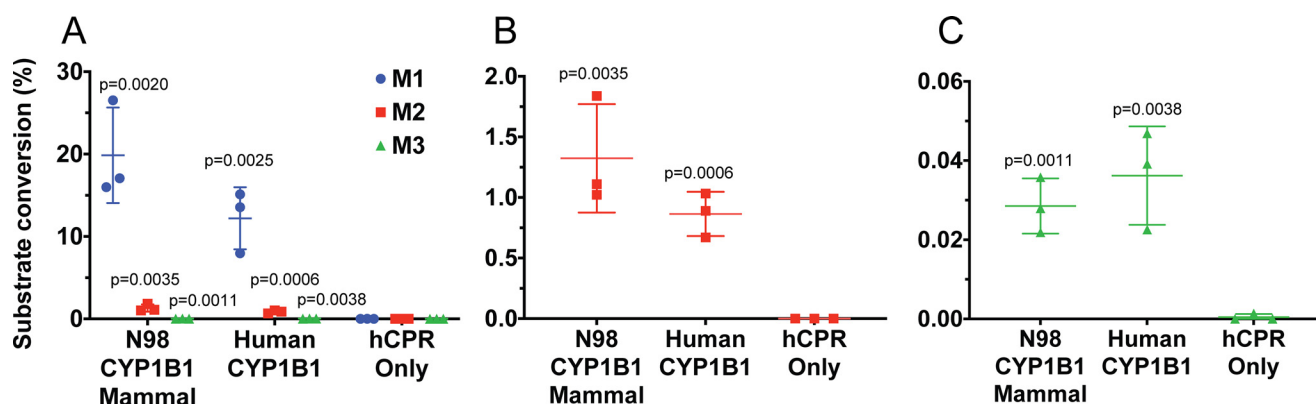 A
B
C
Substrate conversion (%)
30
20
10
0
p=0.0020
p=0.0025
p=0.0035
p=0.0011
p=0.0006
p=0.0038
M1
M2
M3
N98
CYP1B1
Mammal
Human
CYP1B1
hCPR
Only
2.0
1.5
1.0
0.5
0.0
p=0.0035
p=0.0006
N98
CYP1B1
Mammal
Human
CYP1B1
hCPR
Only
0.06
0.04
0.02
0.00
p=0.0011
p=0.0038
N98
CYP1B1
Mammal
Human
CYP1B1
hCPR
Only